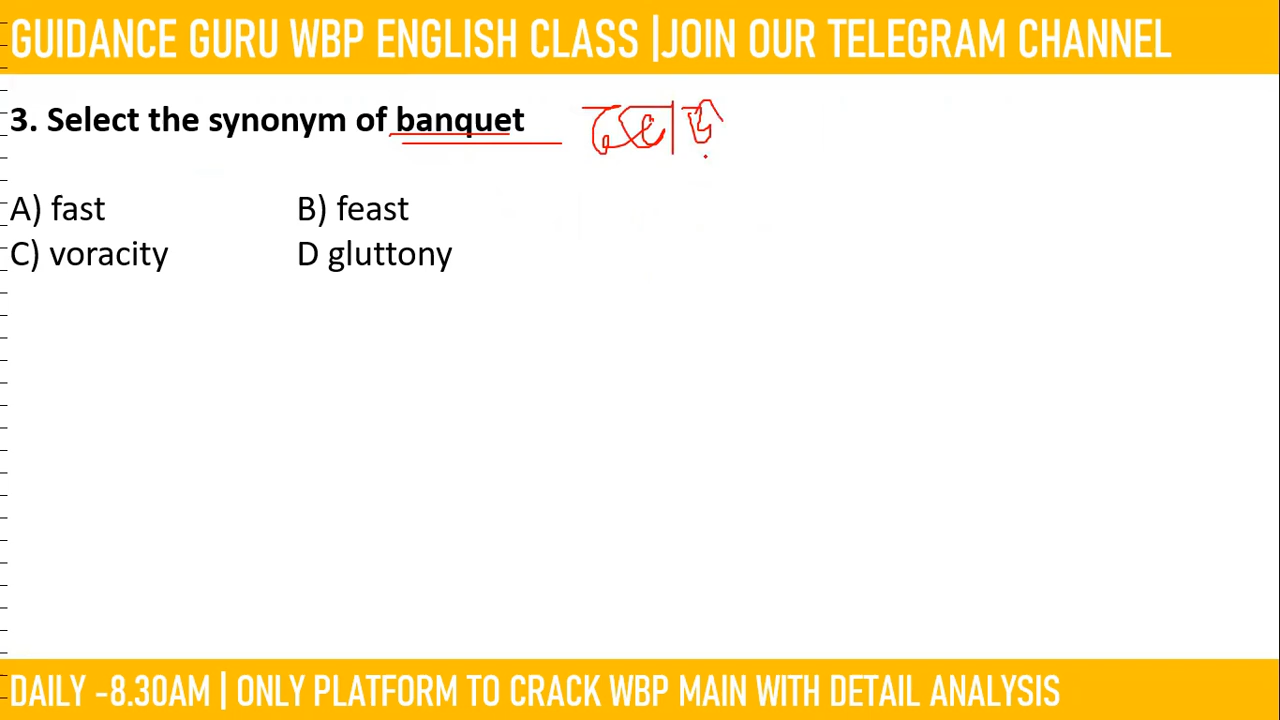 GUIDANCE GURU WBP ENGLISH CLASS |JOIN OUR TELEGRAM CHANNEL
3. Select the synonym of banquet
A) fast B) feast
C) voracity D gluttony
DAILY -8.30AM | ONLY PLATFORM TO CRACK WBP MAIN WITH DETAIL ANALYSIS